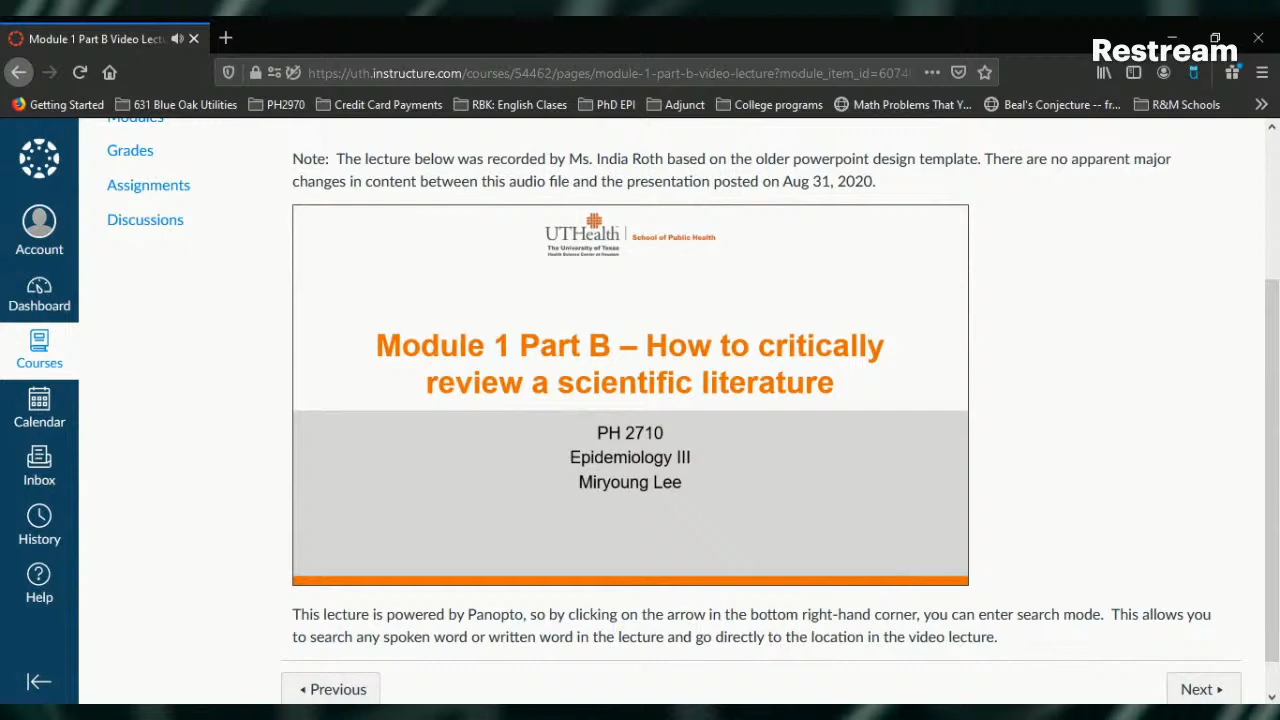 Module 1 Part B Video Lectu
Restream
https://uth.instructure.com/courses/54462/pages/module-1-part-b-video-lecture?module_item_id=6074
Getting Started 631 Blue Oak Utilities PH2970 Credit Card Payments RBK: English Classes PhD EPI Adjunct College programs Math Problems That Y... Beal's Conjecture -- fr... R&M Schools
Modules
Grades
Assignments
Discussions
Account
Dashboard
Courses
Calendar
Inbox
History
Help
Note: The lecture below was recorded by Ms. India Roth based on the older powerpoint design template. There are no apparent major
changes in content between this audio file and the presentation posted on Aug 31, 2020.
UTHealth School of Public Health
The University of Texas
Health Science Center at Houston
Module 1 Part B – How to critically
review a scientific literature
PH 2710
Epidemiology III
Miryoung Lee
This lecture is powered by Panopto, so by clicking on the arrow in the bottom right-hand corner, you can enter search mode. This allows you
to search any spoken word or written word in the lecture and go directly to the location in the video lecture.
Previous
Next